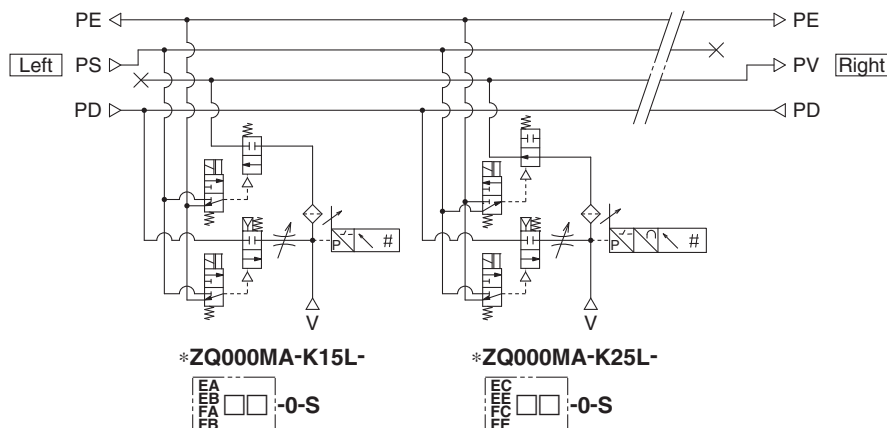 PE PE
Left PS PV Right
PD PD
P #
P #
V V
*ZQ000MA-K15L- *ZQ000MA-K25L-
EA
EB
FA
FB
□□-0-S
EC
EE
FC
FE
□□-0-S